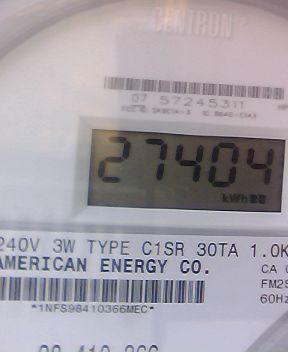 CENTRON®
07 57245311
27404
kWh
240V 3W TYPE C1SR 30TA 1.0K
AMERICAN ENERGY CO.
CA
FM2S
60Hz
*1NFS98410366MEC*